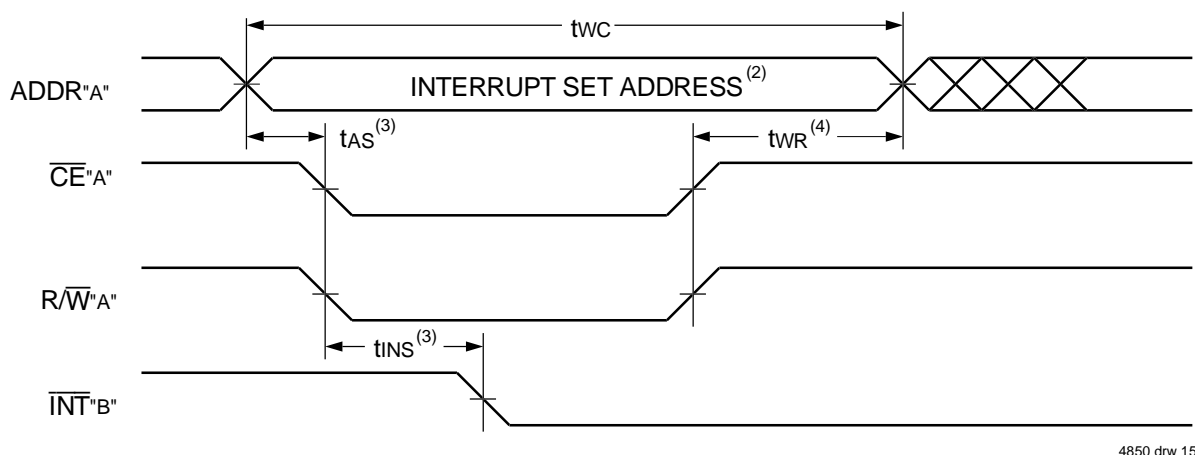 tWC
ADDR"A"
INTERRUPT SET ADDRESS(2)
tAS(3)
tWR(4)
CE"A"
R/W"A"
tINS(3)
INT"B"
4850 drw 15